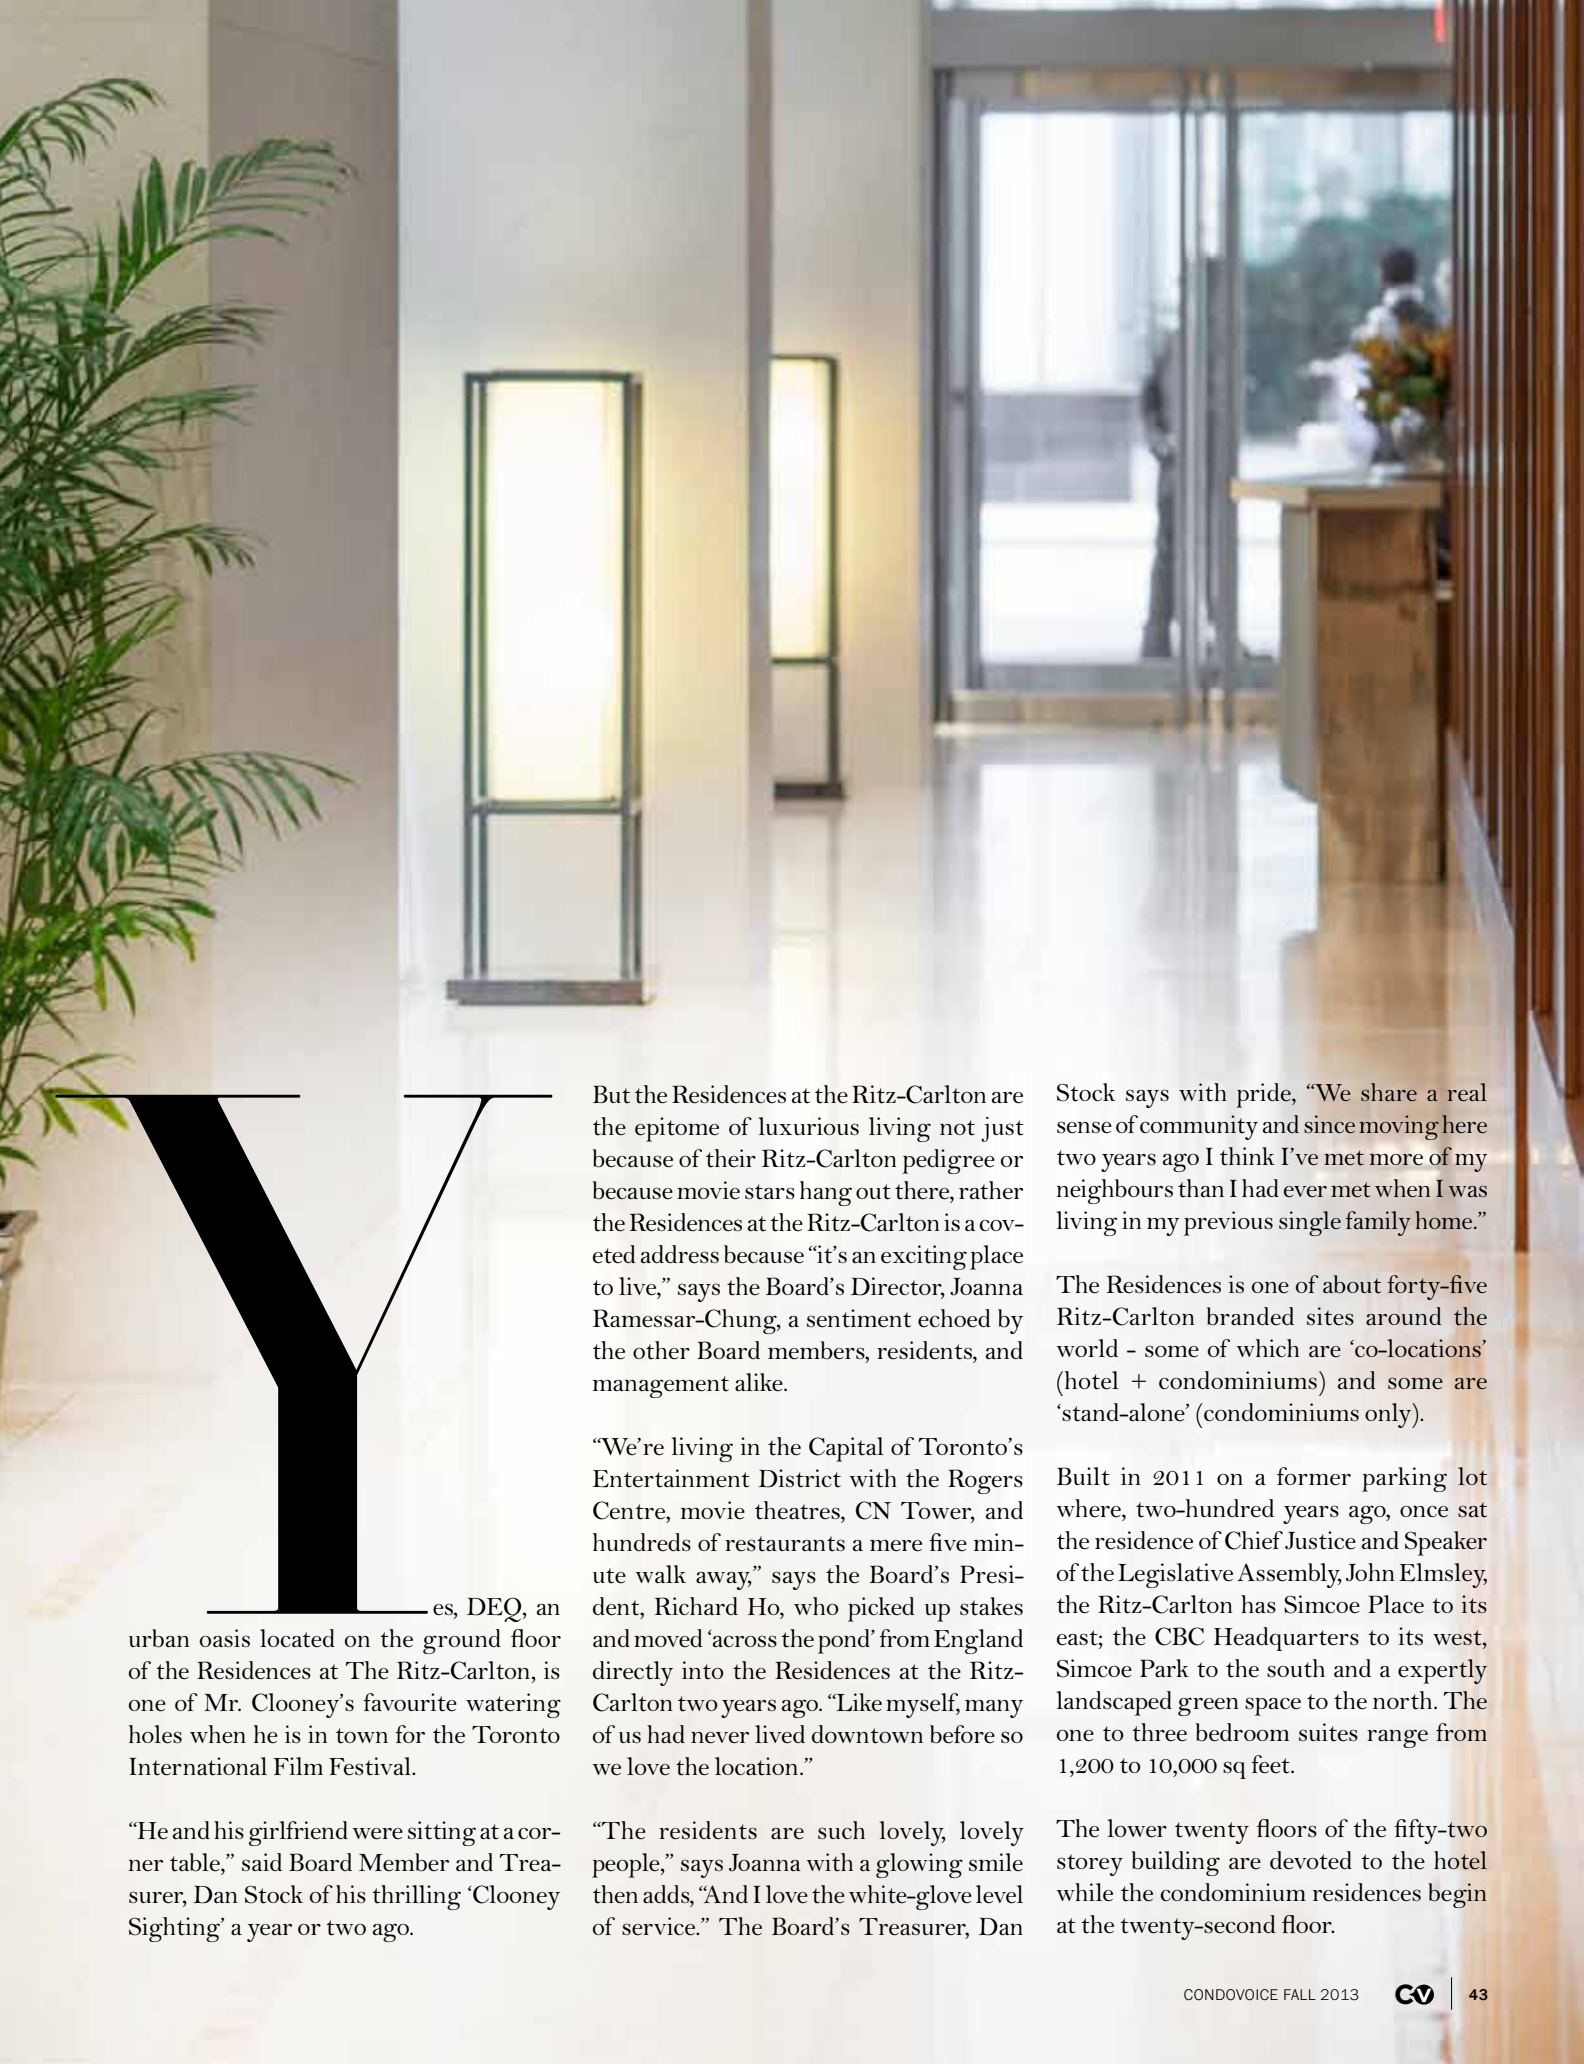 Yes, DEQ, an
urban oasis located on the ground floor
of the Residences at The Ritz-Carlton, is
one of Mr. Clooney’s favourite watering
holes when he is in town for the Toronto
International Film Festival.
“He and his girlfriend were sitting at a cor-
ner table,” said Board Member and Trea-
surer, Dan Stock of his thrilling ‘Clooney
Sighting’ a year or two ago.
But the Residences at the Ritz-Carlton are
the epitome of luxurious living not just
because of their Ritz-Carlton pedigree or
because movie stars hang out there, rather
the Residences at the Ritz-Carlton is a cov-
eted address because “it’s an exciting place
to live,” says the Board’s Director, Joanna
Ramessar-Chung, a sentiment echoed by
the other Board members, residents, and
management alike.
“We’re living in the Capital of Toronto’s
Entertainment District with the Rogers
Centre, movie theatres, CN Tower, and
hundreds of restaurants a mere five min-
ute walk away,” says the Board’s Presi-
dent, Richard Ho, who picked up stakes
and moved ‘across the pond’ from England
directly into the Residences at the Ritz-
Carlton two years ago. “Like myself, many
of us had never lived downtown before so
we love the location.”
“The residents are such lovely, lovely
people,” says Joanna with a glowing smile
then adds, “And I love the white-glove level
of service.” The Board’s Treasurer, Dan
Stock says with pride, “We share a real
sense of community and since moving here
two years ago I think I’ve met more of my
neighbours than I had ever met when I was
living in my previous single family home.”
The Residences is one of about forty-five
Ritz-Carlton branded sites around the
world - some of which are ‘co-locations’
(hotel + condominiums) and some are
‘stand-alone’ (condominiums only).
Built in 2011 on a former parking lot
where, two-hundred years ago, once sat
the residence of Chief Justice and Speaker
of the Legislative Assembly, John Elmsley,
the Ritz-Carlton has Simcoe Place to its
east; the CBC Headquarters to its west,
Simcoe Park to the south and a expertly
landscaped green space to the north. The
one to three bedroom suites range from
1,200 to 10,000 sq feet.
The lower twenty floors of the fifty-two
storey building are devoted to the hotel
while the condominium residences begin
at the twenty-second floor.
CONDOVOICE FALL 2013 CV 43